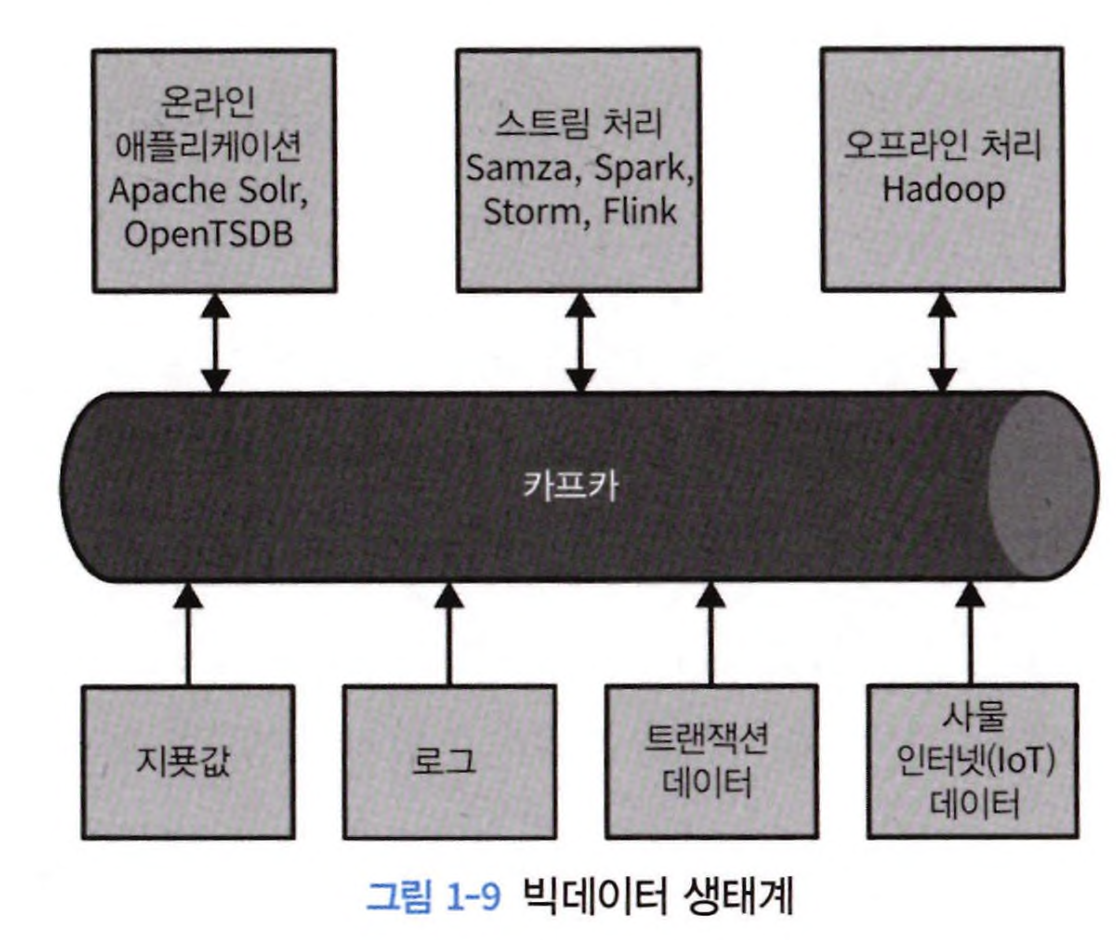 온라인
애플리케이션
Apache Solr,
OpenTSDB
스트림 처리
Samza, Spark,
Storm, Flink
오프라인 처리
Hadoop
카프카
지푯값
로그
트랜잭션
데이터
사물
인터넷(IoT)
데이터
그림 1-9 빅데이터 생태계